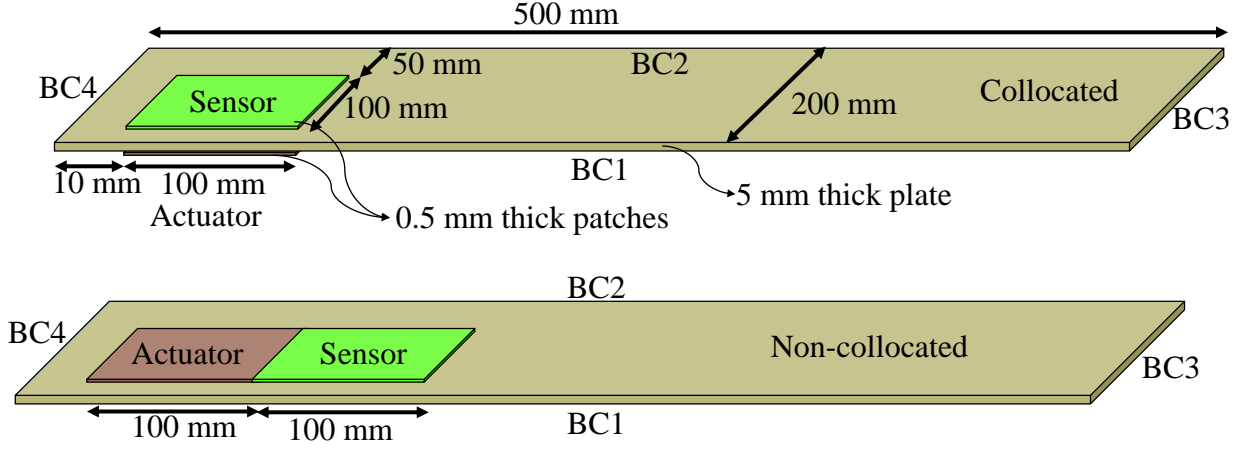 500 mm
50 mm
BC2
BC4
Sensor
100 mm
200 mm
Collocated
BC3
10 mm
100 mm
BC1
5 mm thick plate
Actuator
0.5 mm thick patches
BC2
BC4
Actuator
Sensor
Non-collocated
BC3
100 mm
100 mm
BC1